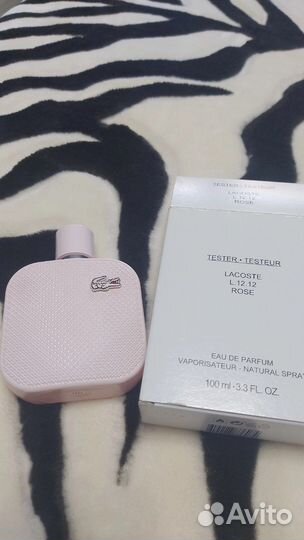 TESTER • TESTEUR
LACOSTE
L.12.12
ROSE
TESTER • TESTEUR
LACOSTE
L.12.12
ROSE
EAU DE PARFUM
VAPORISATEUR - NATURAL SPRAY
100 ml - 3.3 FL. OZ.
Avito